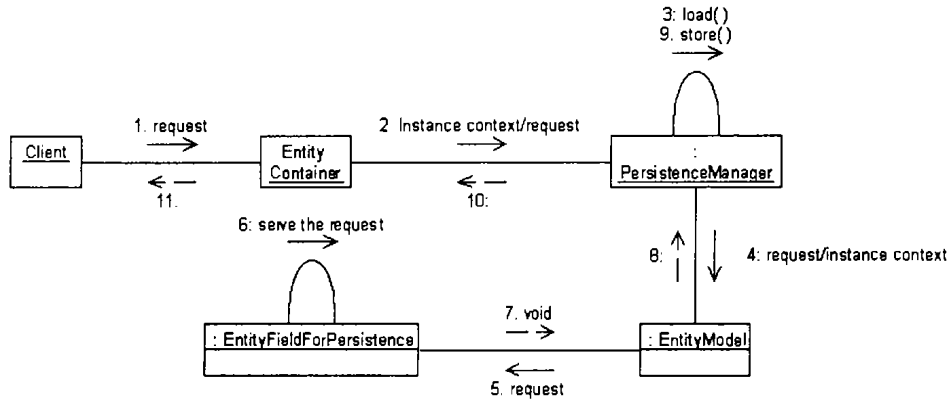 3: load()
9. store()
1. request
2 Instance context/request
Client
Entity
Container
:
PersistenceManager
11.
10:
6: serve the request
8:
4: request/instance context
7. void
: EntityFieldForPersistence
: EntityModel
5. request